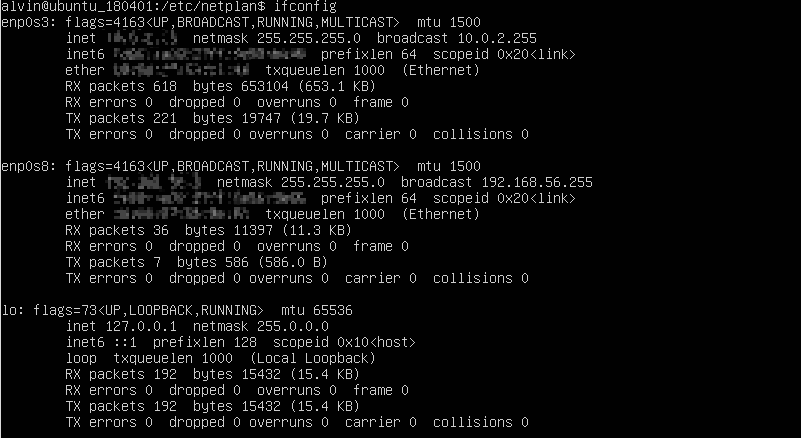 alvin@ubuntu_180401:/etc/netplan$ ifconfig
enp0s3: flags=4163<UP,BROADCAST,RUNNING,MULTICAST>  mtu 1500
inet netmask 255.255.255.0  broadcast 10.0.2.255
inet6 prefixlen 64  scopeid 0x20<link>
ether txqueuelen 1000  (Ethernet)
RX packets 618  bytes 653104 (653.1 KB)
RX errors 0  dropped 0  overruns 0  frame 0
TX packets 221  bytes 19747 (19.7 KB)
TX errors 0  dropped 0 overruns 0  carrier 0  collisions 0
enp0s8: flags=4163<UP,BROADCAST,RUNNING,MULTICAST>  mtu 1500
inet netmask 255.255.255.0  broadcast 192.168.56.255
inet6 prefixlen 64  scopeid 0x20<link>
ether txqueuelen 1000  (Ethernet)
RX packets 36  bytes 11397 (11.3 KB)
RX errors 0  dropped 0  overruns 0  frame 0
TX packets 7  bytes 586 (586.0 B)
TX errors 0  dropped 0 overruns 0  carrier 0  collisions 0
lo: flags=73<UP,LOOPBACK,RUNNING>  mtu 65536
inet 127.0.0.1  netmask 255.0.0.0
inet6 ::1  prefixlen 128  scopeid 0x10<host>
loop  txqueuelen 1000  (Local Loopback)
RX packets 192  bytes 15432 (15.4 KB)
RX errors 0  dropped 0  overruns 0  frame 0
TX packets 192  bytes 15432 (15.4 KB)
TX errors 0  dropped 0 overruns 0  carrier 0  collisions 0